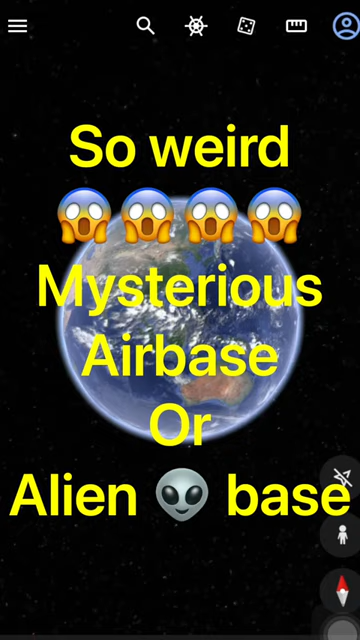 So weird
😱😱😱😱
Mysterious
Airbase
Or
Alien 👽 base